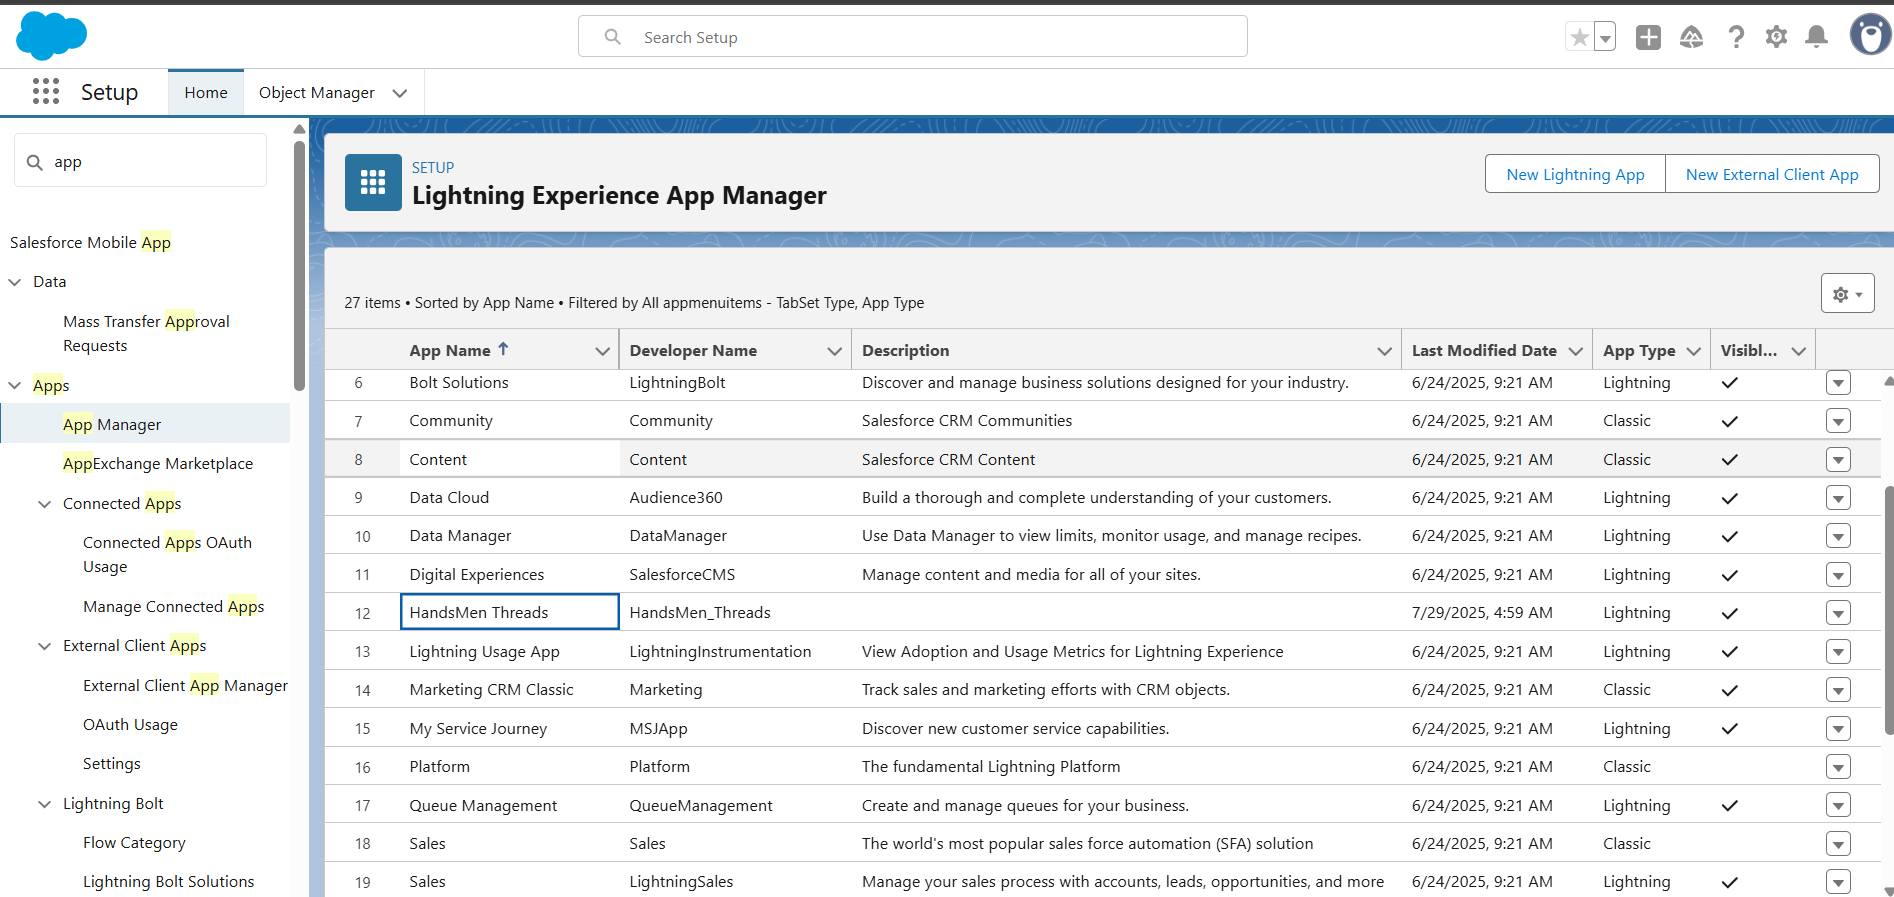 Search Setup
Setup
Home
Object Manager
app
Salesforce Mobile App
Data
Mass Transfer Approval
Requests
Apps
App Manager
AppExchange Marketplace
Connected Apps
Connected Apps OAuth
Usage
Manage Connected Apps
External Client Apps
External Client App Manager
OAuth Usage
Settings
Lightning Bolt
Flow Category
Lightning Bolt Solutions
SETUP
Lightning Experience App Manager
New Lightning App
New External Client App
27 items • Sorted by App Name • Filtered by All appmenuitems - TabSet Type, App Type
App Name Developer Name Description Last Modified Date App Type Visibl...
6 Bolt Solutions LightningBolt Discover and manage business solutions designed for your industry. 6/24/2025, 9:21 AM Lightning
7 Community Community Salesforce CRM Communities 6/24/2025, 9:21 AM Classic
8 Content Content Salesforce CRM Content 6/24/2025, 9:21 AM Classic
9 Data Cloud Audience360 Build a thorough and complete understanding of your customers. 6/24/2025, 9:21 AM Lightning
10 Data Manager DataManager Use Data Manager to view limits, monitor usage, and manage recipes. 6/24/2025, 9:21 AM Lightning
11 Digital Experiences SalesforceCMS Manage content and media for all of your sites. 6/24/2025, 9:21 AM Lightning
12 HandsMen Threads HandsMen_Threads 7/29/2025, 4:59 AM Lightning
13 Lightning Usage App LightningInstrumentation View Adoption and Usage Metrics for Lightning Experience 6/24/2025, 9:21 AM Lightning
14 Marketing CRM Classic Marketing Track sales and marketing efforts with CRM objects. 6/24/2025, 9:21 AM Classic
15 My Service Journey MSJApp Discover new customer service capabilities. 6/24/2025, 9:21 AM Lightning
16 Platform Platform The fundamental Lightning Platform 6/24/2025, 9:21 AM Classic
17 Queue Management QueueManagement Create and manage queues for your business. 6/24/2025, 9:21 AM Lightning
18 Sales Sales The world's most popular sales force automation (SFA) solution 6/24/2025, 9:21 AM Classic
19 Sales LightningSales Manage your sales process with accounts, leads, opportunities, and more 6/24/2025, 9:21 AM Lightning